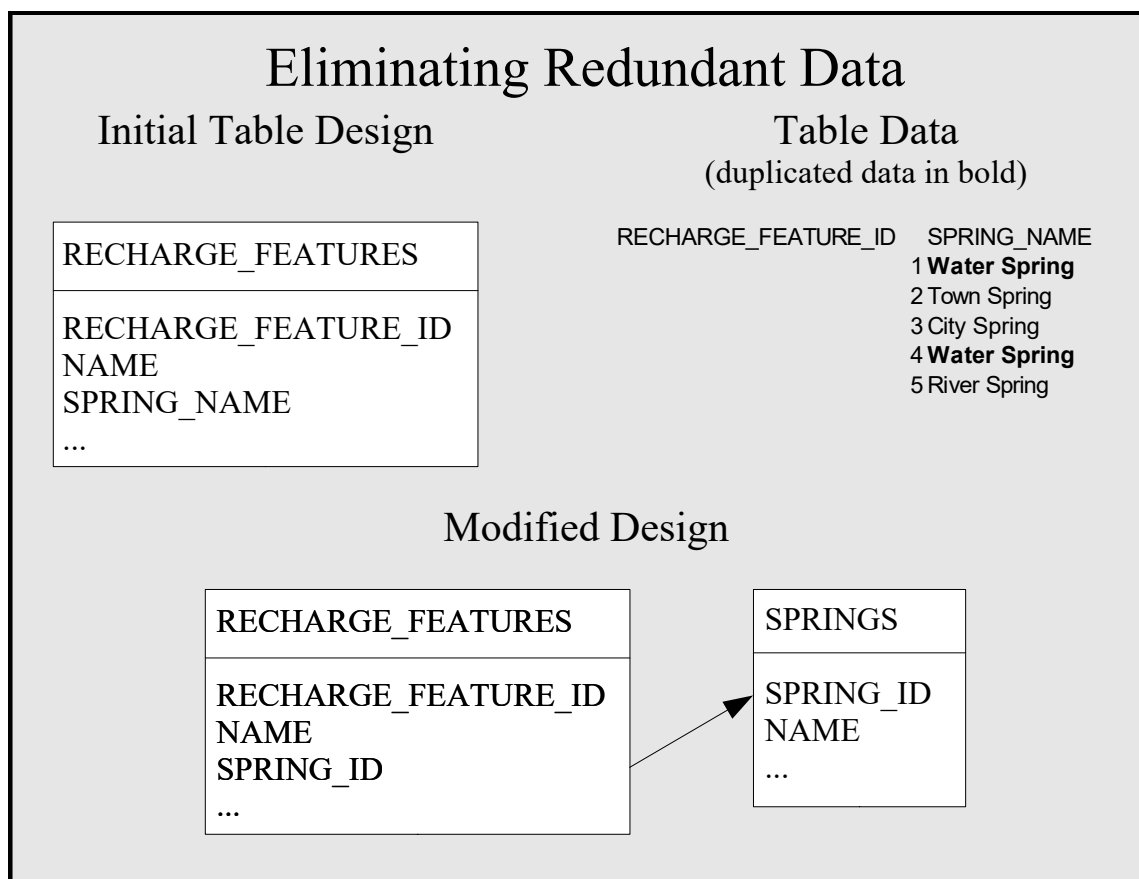 Eliminating Redundant Data
Initial Table Design
Table Data
(duplicated data in bold)
RECHARGE_FEATURES
RECHARGE_FEATURE_ID
NAME
SPRING_NAME
...
RECHARGE_FEATURE_ID SPRING_NAME
1 Water Spring
2 Town Spring
3 City Spring
4 Water Spring
5 River Spring
Modified Design
RECHARGE_FEATURES
RECHARGE_FEATURE_ID
NAME
SPRING_ID
...
SPRINGS
SPRING_ID
NAME
...